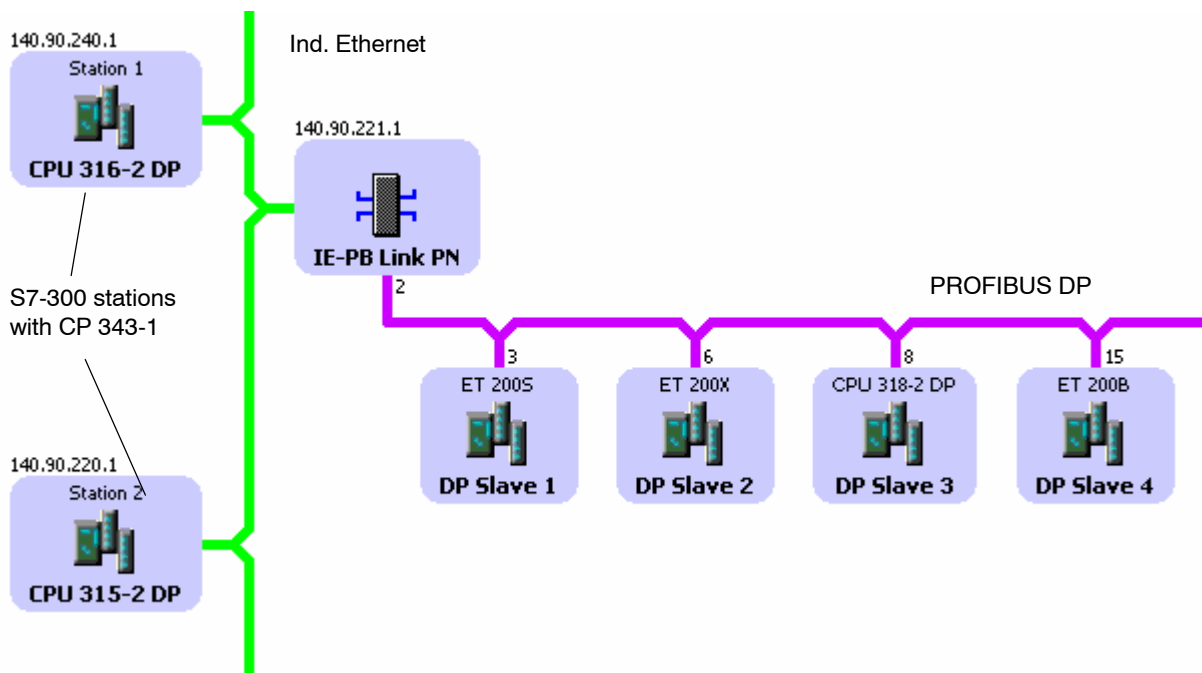 140.90.240.1
Station 1
CPU 316-2 DP
Ind. Ethernet
140.90.221.1
IE-PB Link PN
2
S7-300 stations
with CP 343-1
PROFIBUS DP
3
ET 200S
DP Slave 1
6
ET 200X
DP Slave 2
8
CPU 318-2 DP
DP Slave 3
15
ET 200B
DP Slave 4
140.90.220.1
Station 2
CPU 315-2 DP